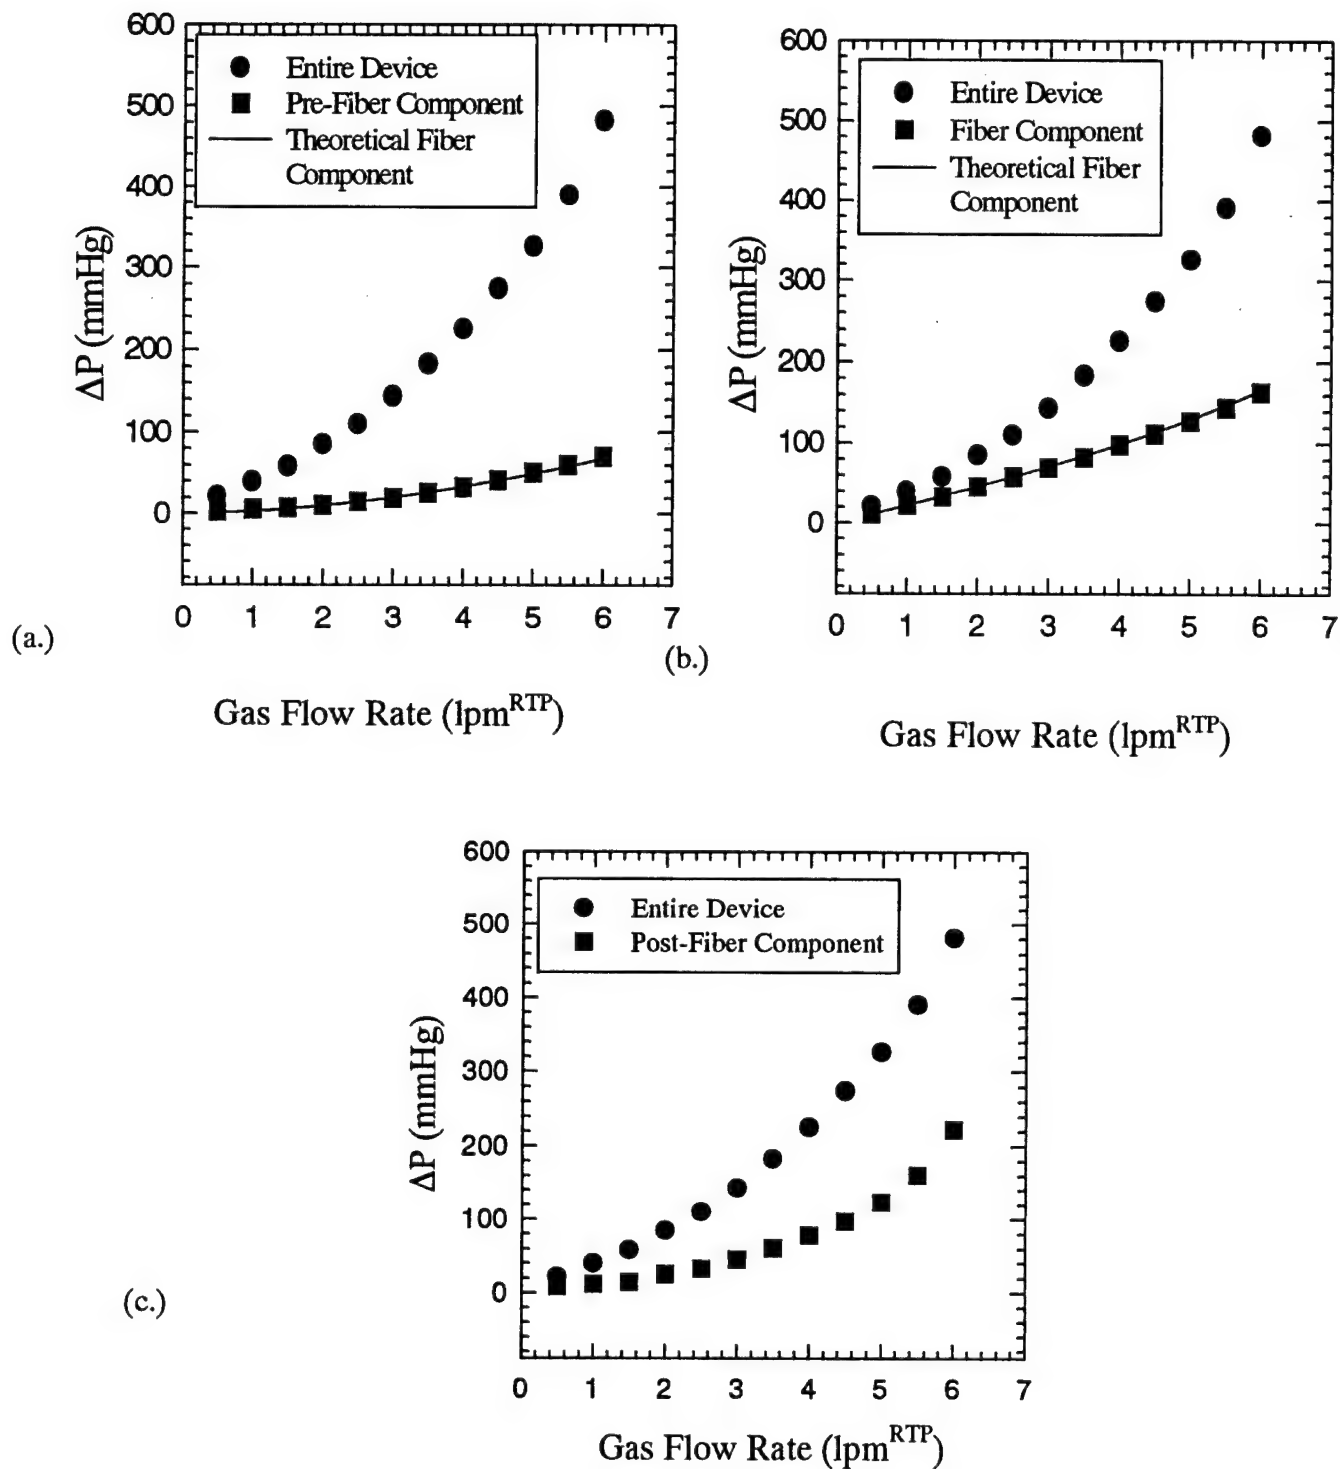 600
500
400
300
200
100
0
ΔP (mmHg)
Entire Device
Pre-Fiber Component
Theoretical Fiber
Component
0 1 2 3 4 5 6 7
(a.)
Gas Flow Rate (lpm^RTP)
600
500
400
300
200
100
0
ΔP (mmHg)
Entire Device
Fiber Component
Theoretical Fiber
Component
0 1 2 3 4 5 6 7
(b.)
Gas Flow Rate (lpm^RTP)
600
500
400
300
200
100
0
ΔP (mmHg)
Entire Device
Post-Fiber Component
(c.)
0 1 2 3 4 5 6 7
Gas Flow Rate (lpm^RTP)